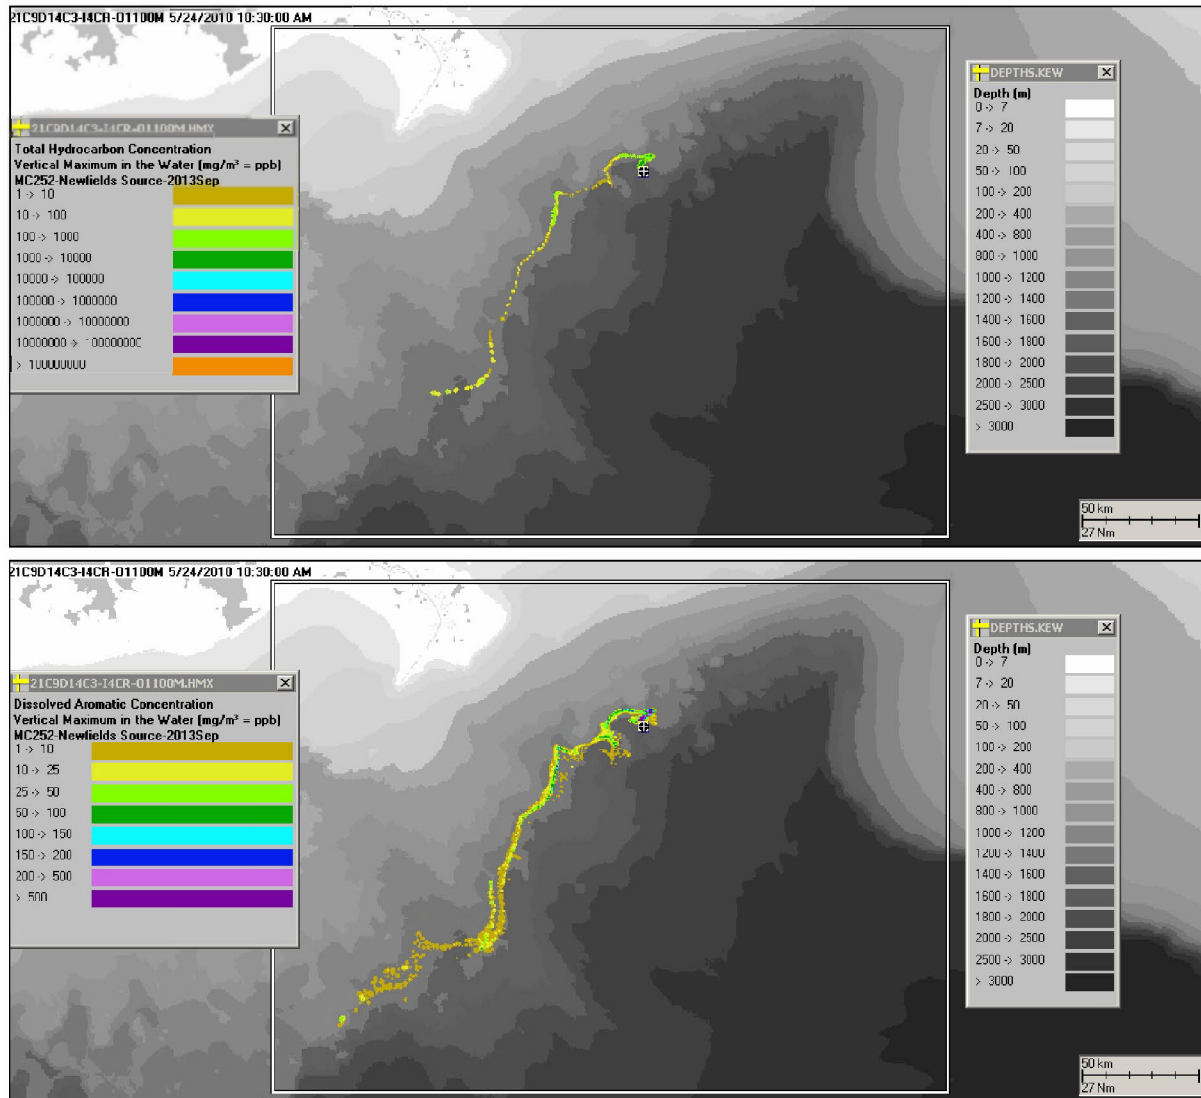 21C9D14C3-I4CR-O1100M 5/24/2010 10:30:00 AM
21C9D14C3-I4CR-O1100M.HMX
Total Hydrocarbon Concentration
Vertical Maximum in the Water (mg/m³ = ppb)
MC252-Newfields Source-2013Sep
1 -> 10
10 -> 100
100 -> 1000
1000 -> 10000
10000 -> 100000
100000 -> 1000000
1000000 -> 10000000
10000000 -> 100000000
> 100000000
DEPTHS.KEW
Depth (m)
0 -> 7
7 -> 20
20 -> 50
50 -> 100
100 -> 200
200 -> 400
400 -> 800
800 -> 1000
1000 -> 1200
1200 -> 1400
1400 -> 1600
1600 -> 1800
1800 -> 2000
2000 -> 2500
2500 -> 3000
> 3000
50 km
27 Nm
21C9D14C3-I4CR-O1100M 5/24/2010 10:30:00 AM
21C9D14C3-I4CR-O1100M.HMX
Dissolved Aromatic Concentration
Vertical Maximum in the Water (mg/m³ = ppb)
MC252-Newfields Source-2013Sep
1 -> 10
10 -> 25
25 -> 50
50 -> 100
100 -> 150
150 -> 200
200 -> 500
> 500
DEPTHS.KEW
Depth (m)
0 -> 7
7 -> 20
20 -> 50
50 -> 100
100 -> 200
200 -> 400
400 -> 800
800 -> 1000
1000 -> 1200
1200 -> 1400
1400 -> 1600
1600 -> 1800
1800 -> 2000
2000 -> 2500
2500 -> 3000
> 3000
50 km
27 Nm